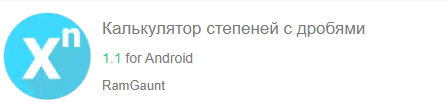 Xn
Калькулятор степеней с дробями
1.1 for Android
RamGaunt